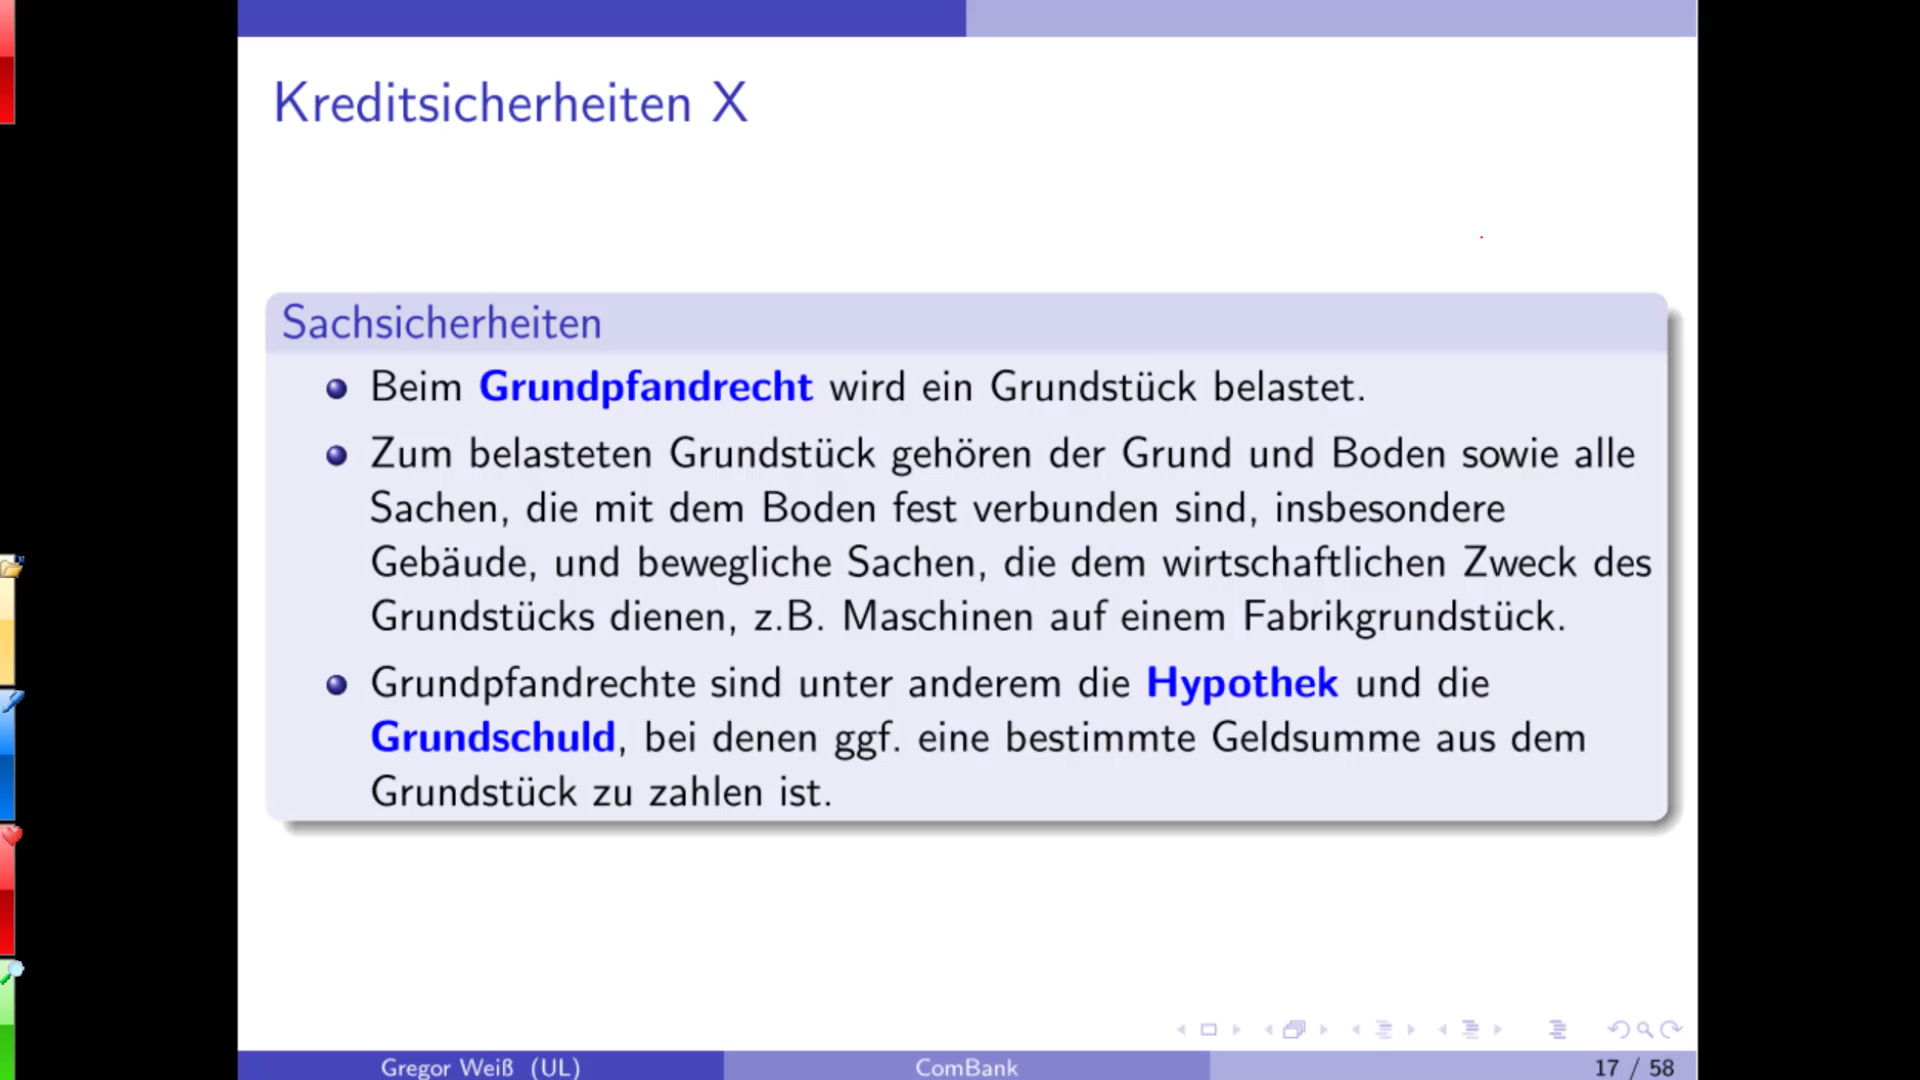 Kreditsicherheiten X
Sachsicherheiten
Beim Grundpfandrecht wird ein Grundstück belastet.
Zum belasteten Grundstück gehören der Grund und Boden sowie alle
Sachen, die mit dem Boden fest verbunden sind, insbesondere
Gebäude, und bewegliche Sachen, die dem wirtschaftlichen Zweck des
Grundstücks dienen, z.B. Maschinen auf einem Fabrikgrundstück.
Grundpfandrechte sind unter anderem die Hypothek und die
Grundschuld, bei denen ggf. eine bestimmte Geldsumme aus dem
Grundstück zu zahlen ist.
Gregor Weiß (UL)
ComBank
17 / 58